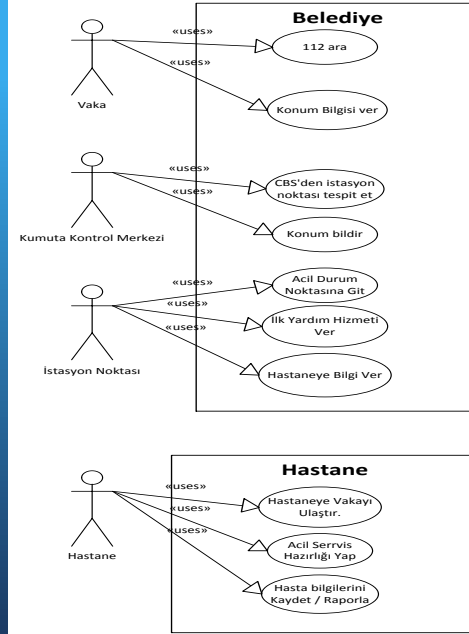 Belediye
«uses»
112 ara
«uses»
Vaka
Konum Bilgisi ver
«uses»
CBS'den istasyon
noktası tespit et
«uses»
Kumuta Kontrol Merkezi
Konum bildir
«uses»
Acil Durum
Noktasına Git
«uses»
İlk Yardım Hizmeti
Ver
«uses»
İstasyon Noktası
Hastaneye Bilgi Ver
Hastane
«uses»
Hastaneye Vakayı
Ulaştır.
«uses»
«uses»
Hastane
Acil Serrvis
Hazırlığı Yap
Hasta bilgilerini
Kaydet / Raporla